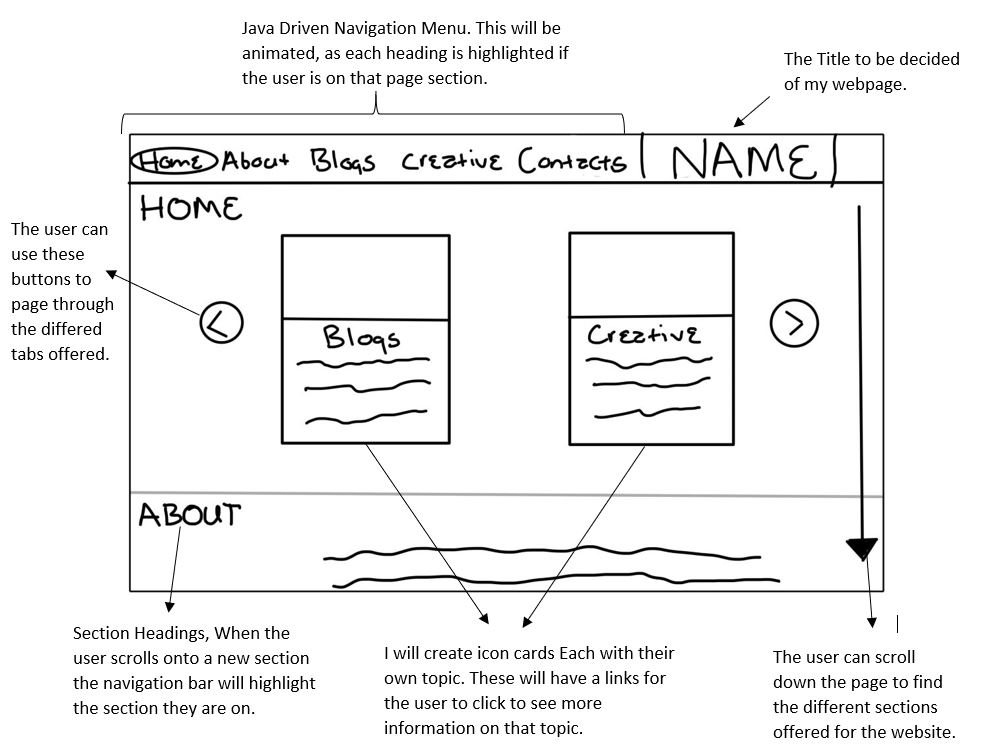 Java Driven Navigation Menu. This will be
animated, as each heading is highlighted if
the user is on that page section.
The Title to be decided
of my webpage.
Home About Blogs Creative Contacts NAME
HOME
The user can
use these
buttons to
page through
the differed
tabs offered.
Blogs
Creative
ABOUT
Section Headings, When the
user scrolls onto a new section
the navigation bar will highlight
the section they are on.
I will create icon cards Each with their
own topic. These will have a links for
the user to click to see more
information on that topic.
The user can scroll
down the page to find
the different sections
offered for the website.